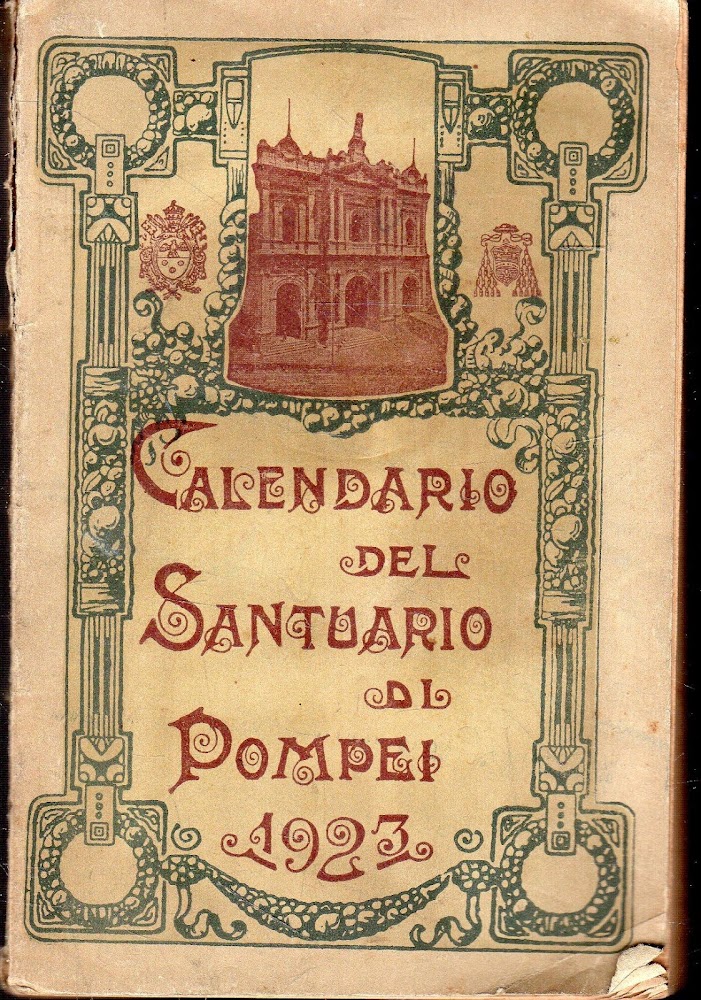 CALENDARIO
DEL
SANTUARIO
DI
POMPEI
1923